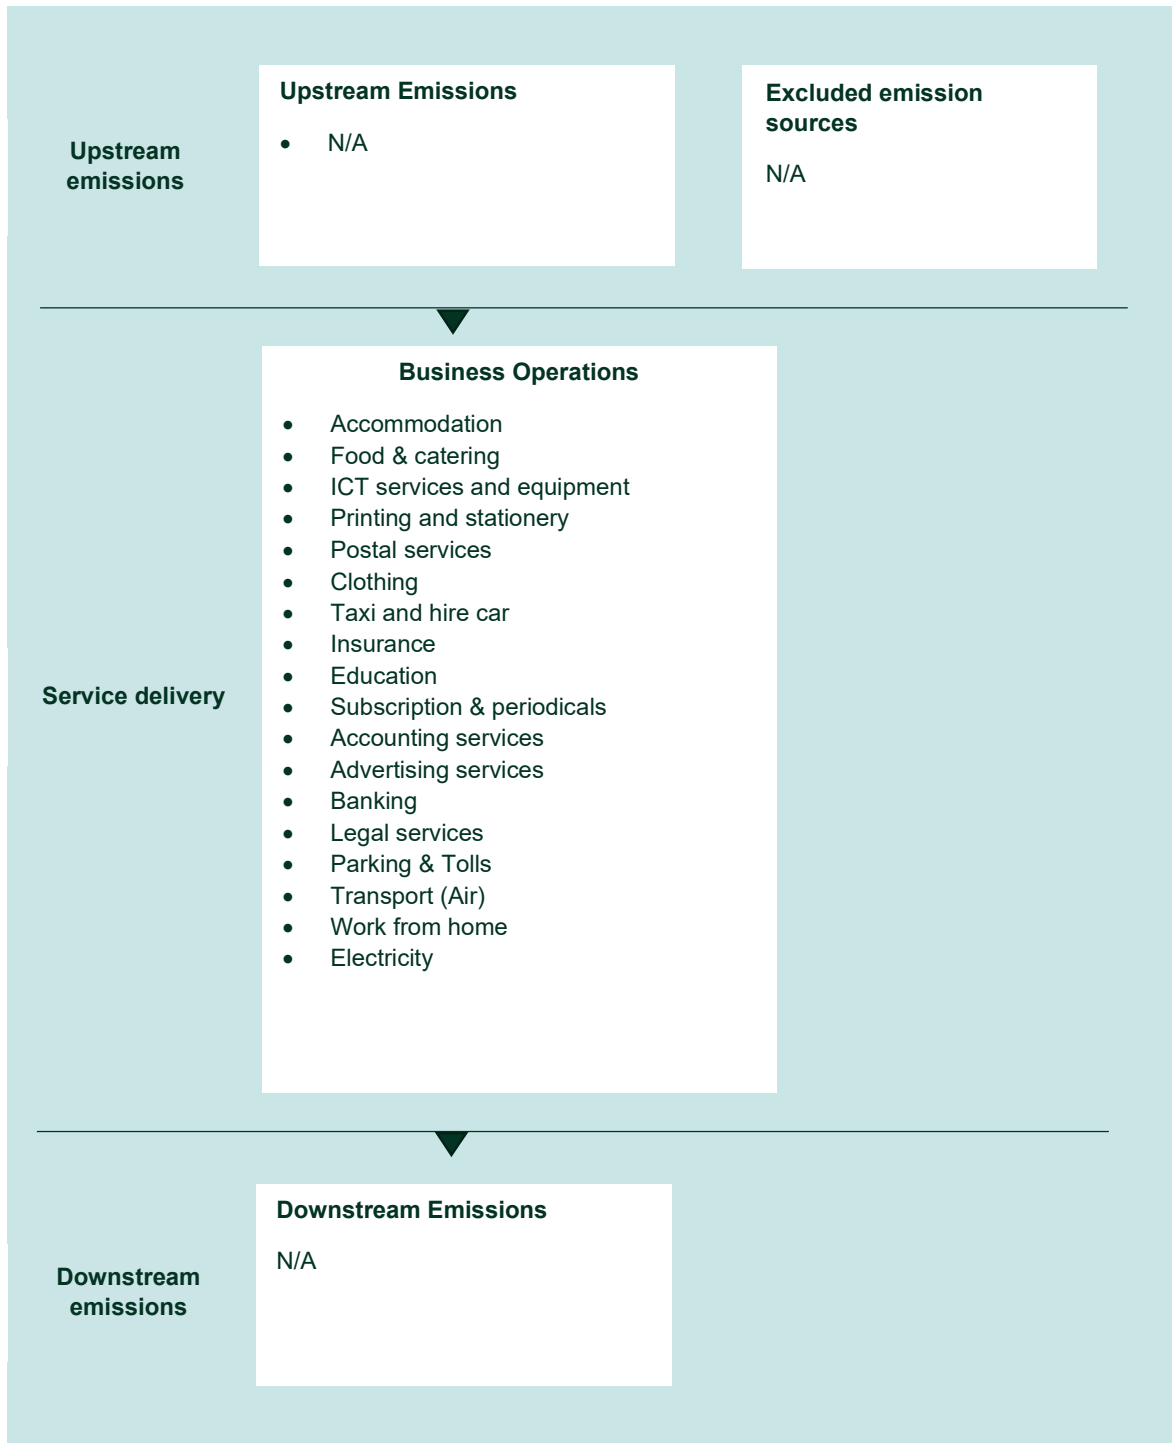 Upstream
emissions
Upstream Emissions
• N/A
Excluded emission
sources
N/A
Service delivery
Business Operations
• Accommodation
• Food & catering
• ICT services and equipment
• Printing and stationery
• Postal services
• Clothing
• Taxi and hire car
• Insurance
• Education
• Subscription & periodicals
• Accounting services
• Advertising services
• Banking
• Legal services
• Parking & Tolls
• Transport (Air)
• Work from home
• Electricity
Downstream
emissions
Downstream Emissions
N/A